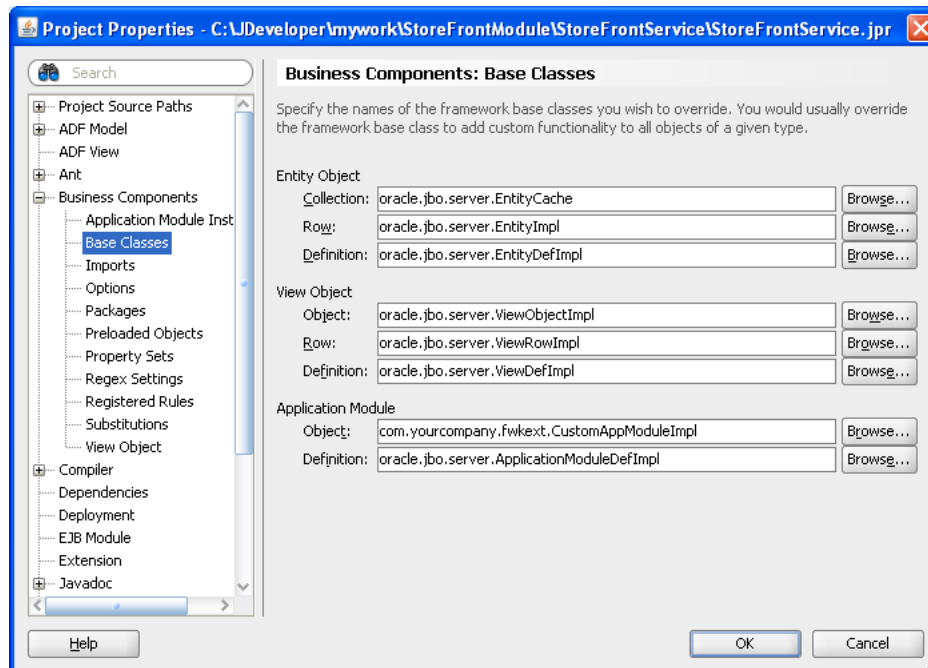 Project Properties - C:\JDeveloper\mywork\StoreFrontModule\StoreFrontService\StoreFrontService.jpr
Search
Project Source Paths
ADF Model
ADF View
Ant
Business Components
Application Module Inst
Base Classes
Imports
Options
Packages
Preloaded Objects
Property Sets
Regex Settings
Registered Rules
Substitutions
View Object
Compiler
Dependencies
Deployment
EJB Module
Extension
Javadoc
Business Components: Base Classes
Specify the names of the framework base classes you wish to override. You would usually override
the framework base class to add custom functionality to all objects of a given type.
Entity Object
Collection: oracle.jbo.server.EntityCache Browse...
Row: oracle.jbo.server.EntityImpl Browse...
Definition: oracle.jbo.server.EntityDefImpl Browse...
View Object
Object: oracle.jbo.server.ViewObjectImpl Browse...
Row: oracle.jbo.server.ViewRowImpl Browse...
Definition: oracle.jbo.server.ViewDefImpl Browse...
Application Module
Object: com.yourcompany.fwkext.CustomAppModuleImpl Browse...
Definition: oracle.jbo.server.ApplicationModuleDefImpl Browse...
Help OK Cancel